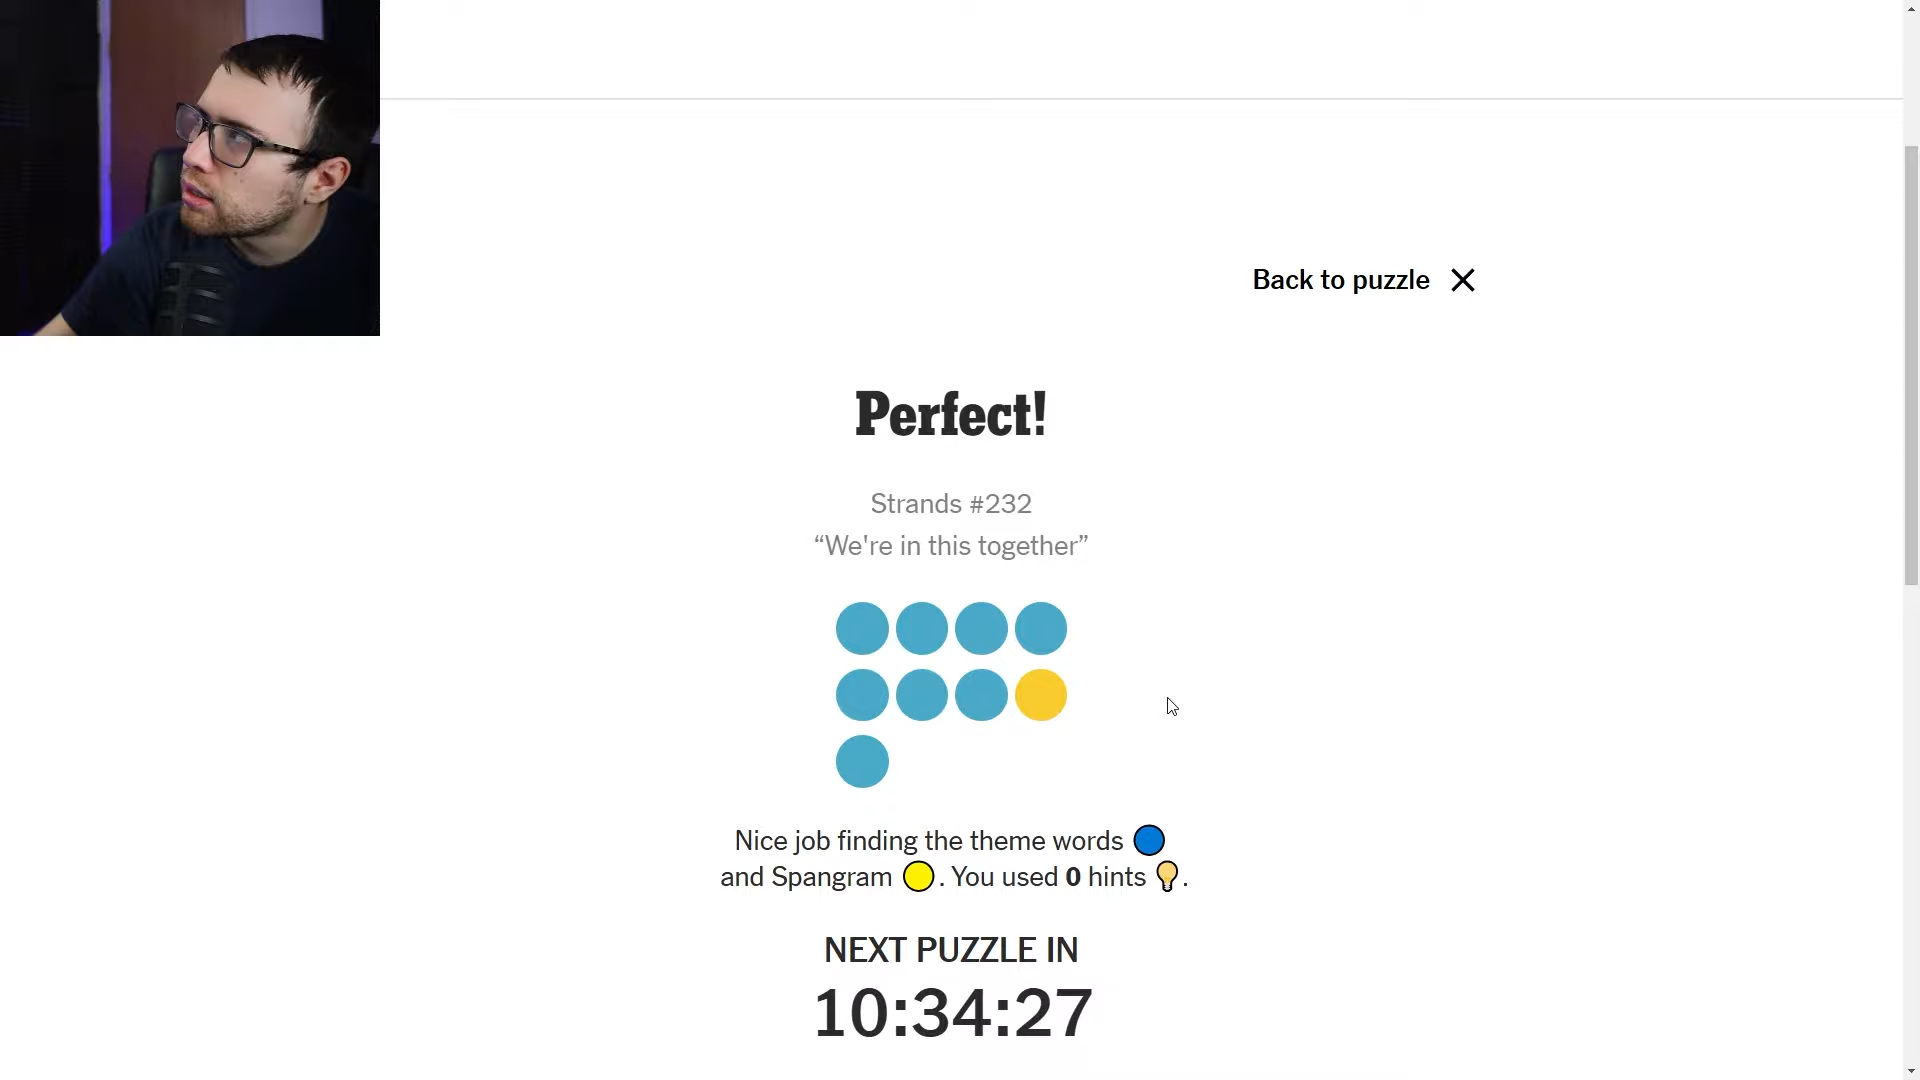 Back to puzzle
Perfect!
Strands #232
“We're in this together”
Nice job finding the theme words
and Spangram . You used 0 hints .
NEXT PUZZLE IN
10:34:27